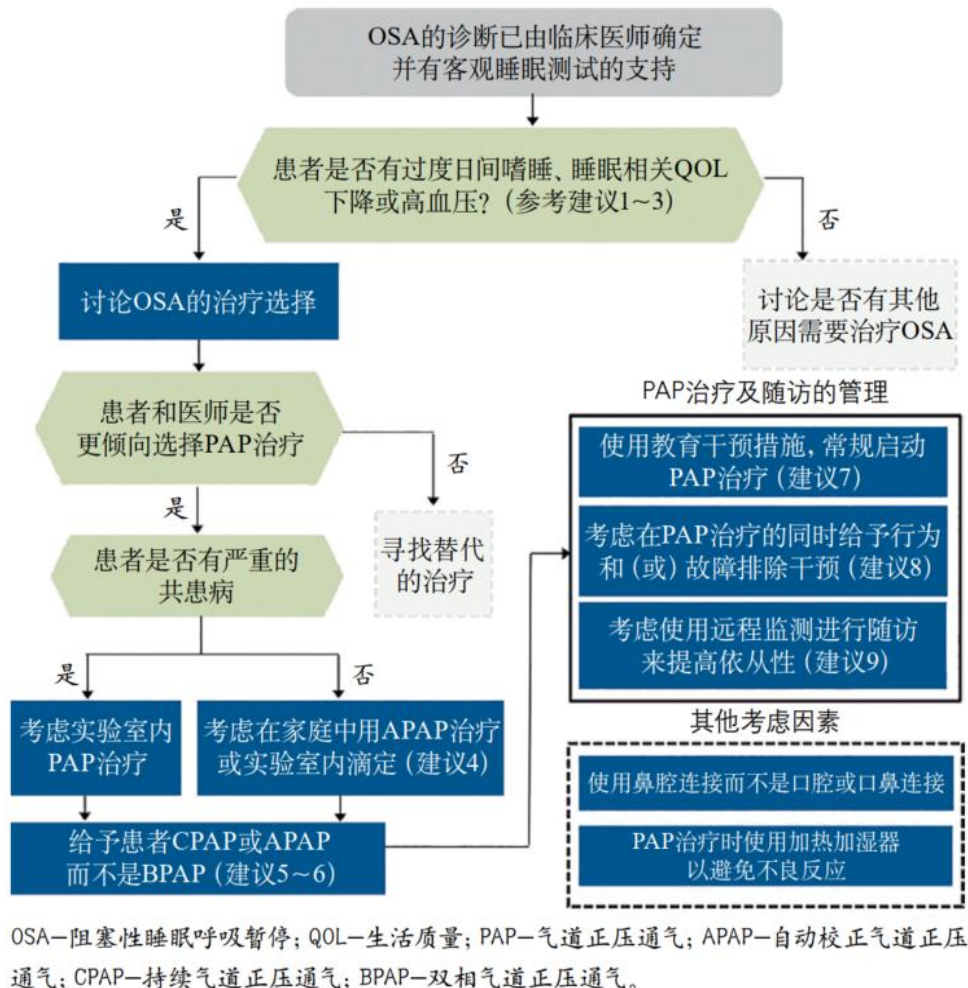 OSA的诊断已由临床医师确定
并有客观睡眠测试的支持
患者是否有过度日间嗜睡、睡眠相关QOL
下降或高血压?(参考建议1~3)
是
否
讨论OSA的治疗选择
讨论是否有其他
原因需要治疗OSA
患者和医师是否
更倾向选择PAP治疗
否
是
寻找替代
的治疗
患者是否有严重的
共患病
是
否
考虑实验室内
PAP治疗
考虑在家庭中用APAP治疗
或实验室内滴定(建议4)
给予患者CPAP或APAP
而不是BPAP(建议5~6)
PAP治疗及随访的管理
使用教育干预措施,常规启动
PAP治疗(建议7)
考虑在PAP治疗的同时给予行为
和(或)故障排除干预(建议8)
考虑使用远程监测进行随访
来提高依从性(建议9)
其他考虑因素
使用鼻腔连接而不是口腔或口鼻连接
PAP治疗时使用加热加湿器
以避免不良反应
OSA—阻塞性睡眠呼吸暂停;QOL—生活质量;PAP—气道正压通气;APAP—自动校正气道正压
通气;CPAP—持续气道正压通气;BPAP—双相气道正压通气。